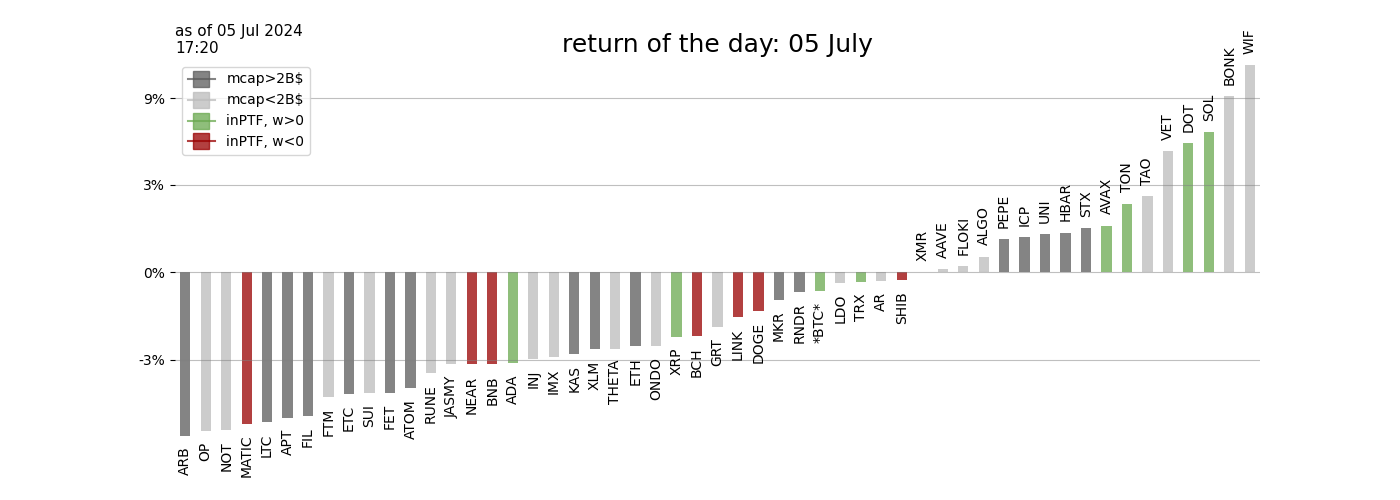 as of 05 Jul 2024
17:20
return of the day: 05 July
mcap>2B$
mcap<2B$
inPTF, w>0
inPTF, w<0
9%
3%
0%
-3%
ARB
OP
NOT
MATIC
LTC
APT
FIL
FTM
ETC
SUI
FET
ATOM
RUNE
JASMY
NEAR
BNB
ADA
INJ
IMX
KAS
XLM
THETA
ETH
ONDO
XRP
BCH
GRT
LINK
DOGE
MKR
RNDR
*BTC*
LDO
TRX
AR
SHIB
XMR
AAVE
FLOKI
ALGO
PEPE
ICP
UNI
HBAR
STX
AVAX
TON
TAO
VET
DOT
SOL
BONK
WIF